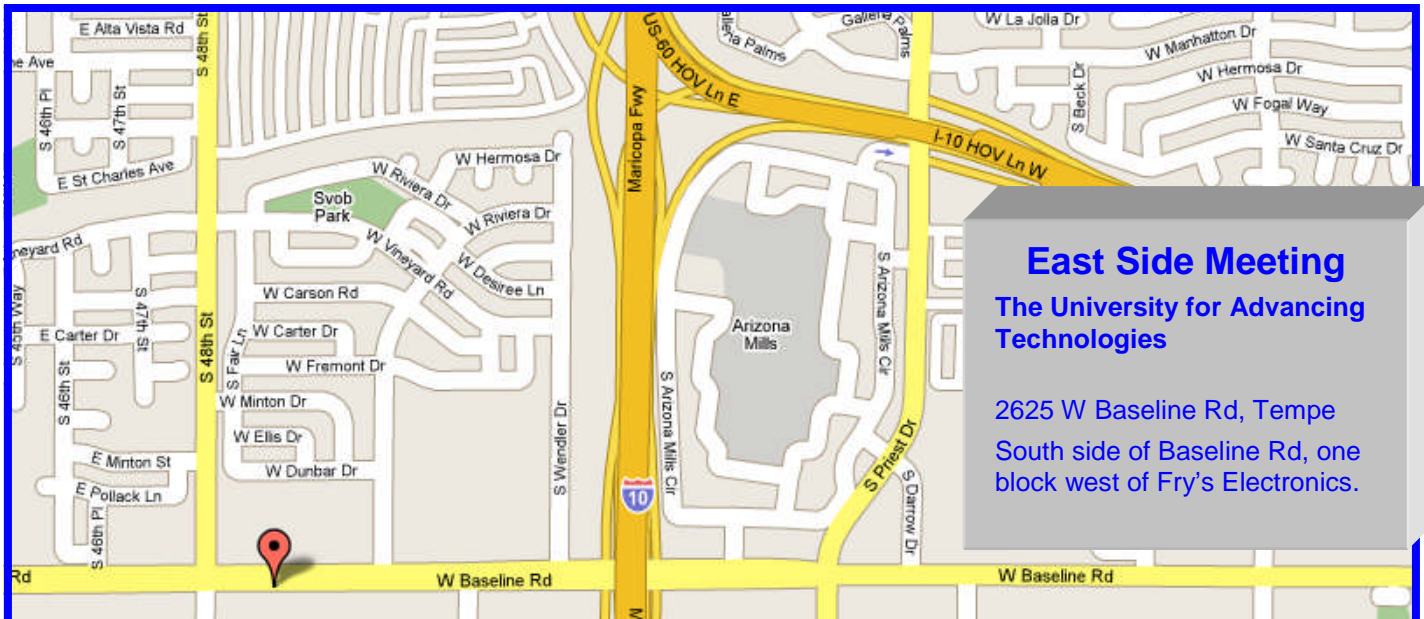 E Alta Vista Rd
S 48th St
US-60 HOV Ln E
Galleria Palms
W La Jolla Dr
W Manhatton Dr
W Hermosa Dr
S Beck Dr
W Fogal Way
W Santa Cruz Dr
S 46th Pl
S 47th St
E St Charles Ave
Maricopa Fwy
I-10 HOV Ln W
W Hermosa Dr
W Riviera Dr
Svob
Park
W Riviera Dr
W Vineyard Rd
W Desiree Ln
S 45th Way
S 47th St
W Carson Rd
E Carter Dr
W Carter Dr
S Fair Ln
W Fremont Dr
S 48th St
S 46th St
W Minton Dr
W Ellis Dr
W Dunbar Dr
E Minton St
E Pollack Ln
S 46th Pl
S Wendler Dr
Arizona
Mills
S Arizona Mills Cir
S Arizona Mills Cir
10
S Priest Dr
S Darrow Dr
Rd
W Baseline Rd
W Baseline Rd
East Side Meeting
The University for Advancing
Technologies
2625 W Baseline Rd, Tempe
South side of Baseline Rd, one
block west of Fry's Electronics.